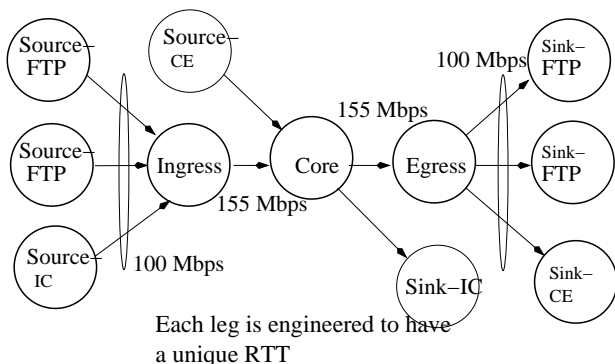 Source–
FTP
Source–
CE
100 Mbps
Sink–
FTP
155 Mbps
Source–
FTP
Ingress
Core
Egress
Sink–
FTP
155 Mbps
Source–
IC
100 Mbps
Sink–IC
Sink–
CE
Each leg is engineered to have
a unique RTT